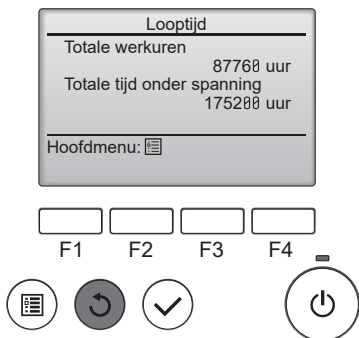 Looptijd
Totale werkuren
87760 uur
Totale tijd onder spanning
175200 uur
Hoofdmenu:
F1 F2 F3 F4